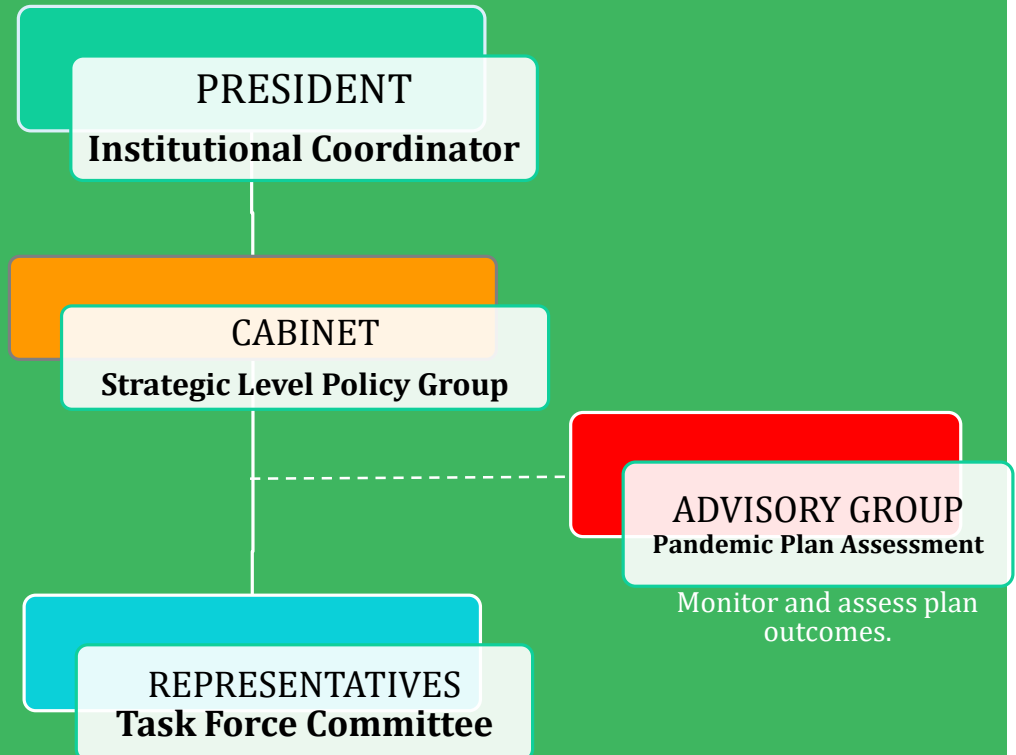 PRESIDENT
Institutional Coordinator
CABINET
Strategic Level Policy Group
ADVISORY GROUP
Pandemic Plan Assessment
Monitor and assess plan
outcomes.
REPRESENTATIVES
Task Force Committee